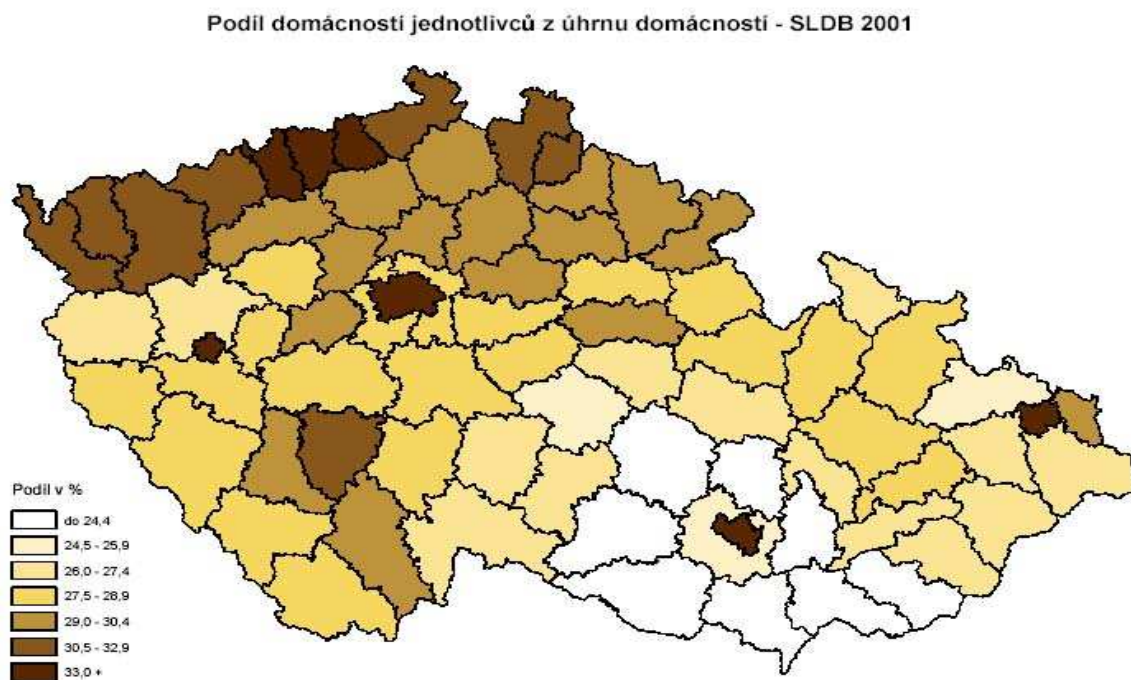 Podíl domácností jednotlivců z úhrnu domácností - SLDB 2001
Podíl v %
do 24,4
24,5 - 25,9
26,0 - 27,4
27,5 - 28,9
29,0 - 30,4
30,5 - 32,9
33,0 +